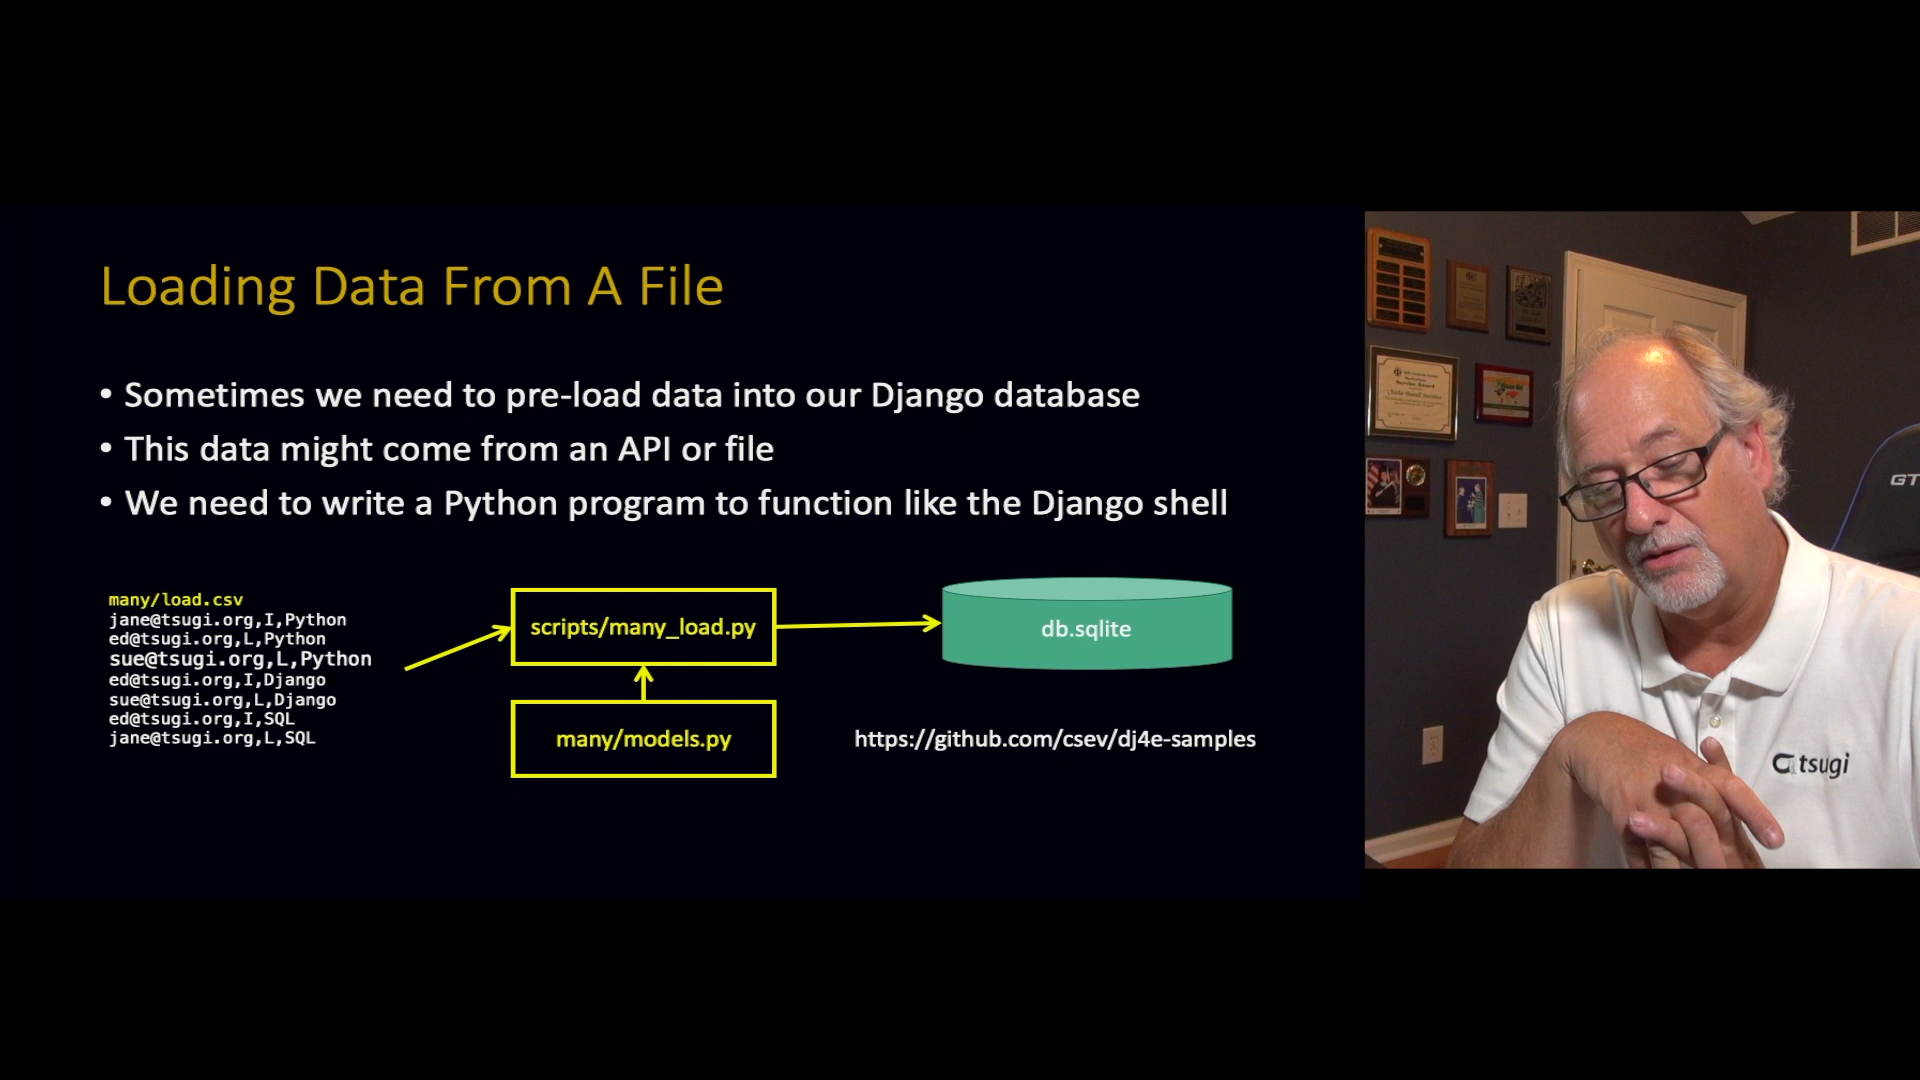 Loading Data From A File
• Sometimes we need to pre-load data into our Django database
• This data might come from an API or file
• We need to write a Python program to function like the Django shell
many/load.csv
jane@tsugi.org,I,Python
ed@tsugi.org,L,Python
sue@tsugi.org,L,Python
ed@tsugi.org,I,Django
sue@tsugi.org,L,Django
ed@tsugi.org,I,SQL
jane@tsugi.org,L,SQL
scripts/many_load.py
many/models.py
db.sqlite
https://github.com/csev/dj4e-samples
GT
tsugi